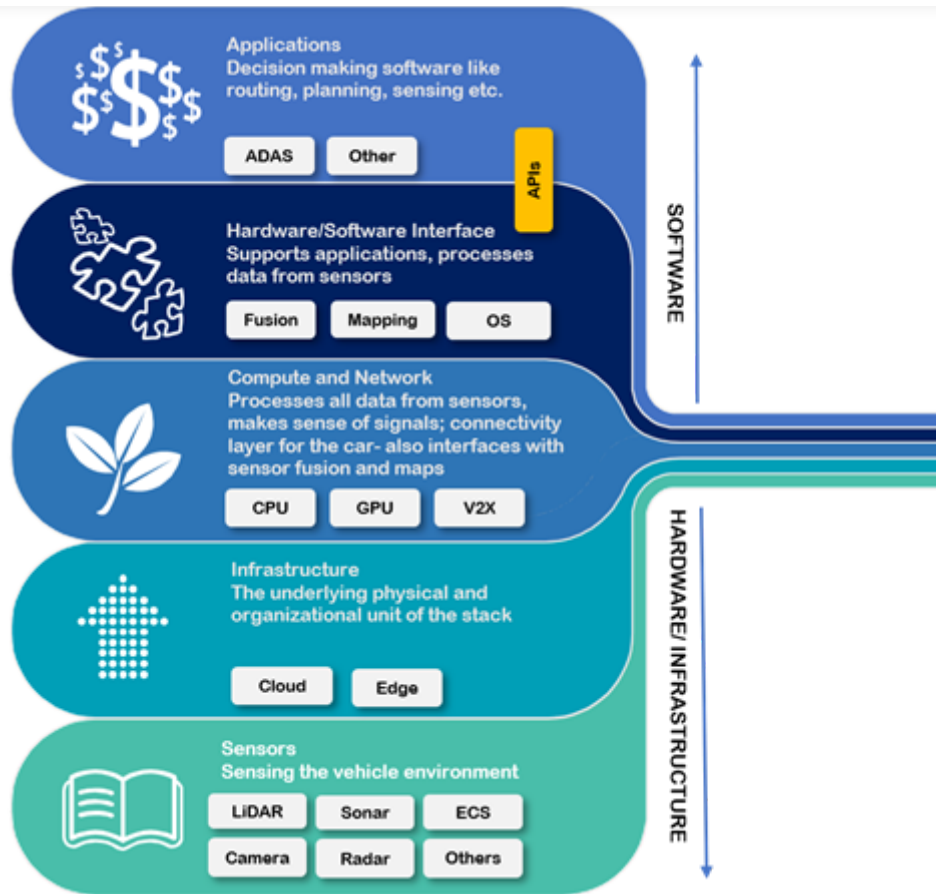 Applications
Decision making software like
routing, planning, sensing etc.
ADAS
Other
APIs
Hardware/Software Interface
Supports applications, processes
data from sensors
Fusion
Mapping
OS
Compute and Network
Processes all data from sensors,
makes sense of signals; connectivity
layer for the car- also interfaces with
sensor fusion and maps
CPU
GPU
V2X
Infrastructure
The underlying physical and
organizational unit of the stack
Cloud
Edge
Sensors
Sensing the vehicle environment
LiDAR
Sonar
ECS
Camera
Radar
Others
SOFTWARE
HARDWARE/ INFRASTRUCTURE